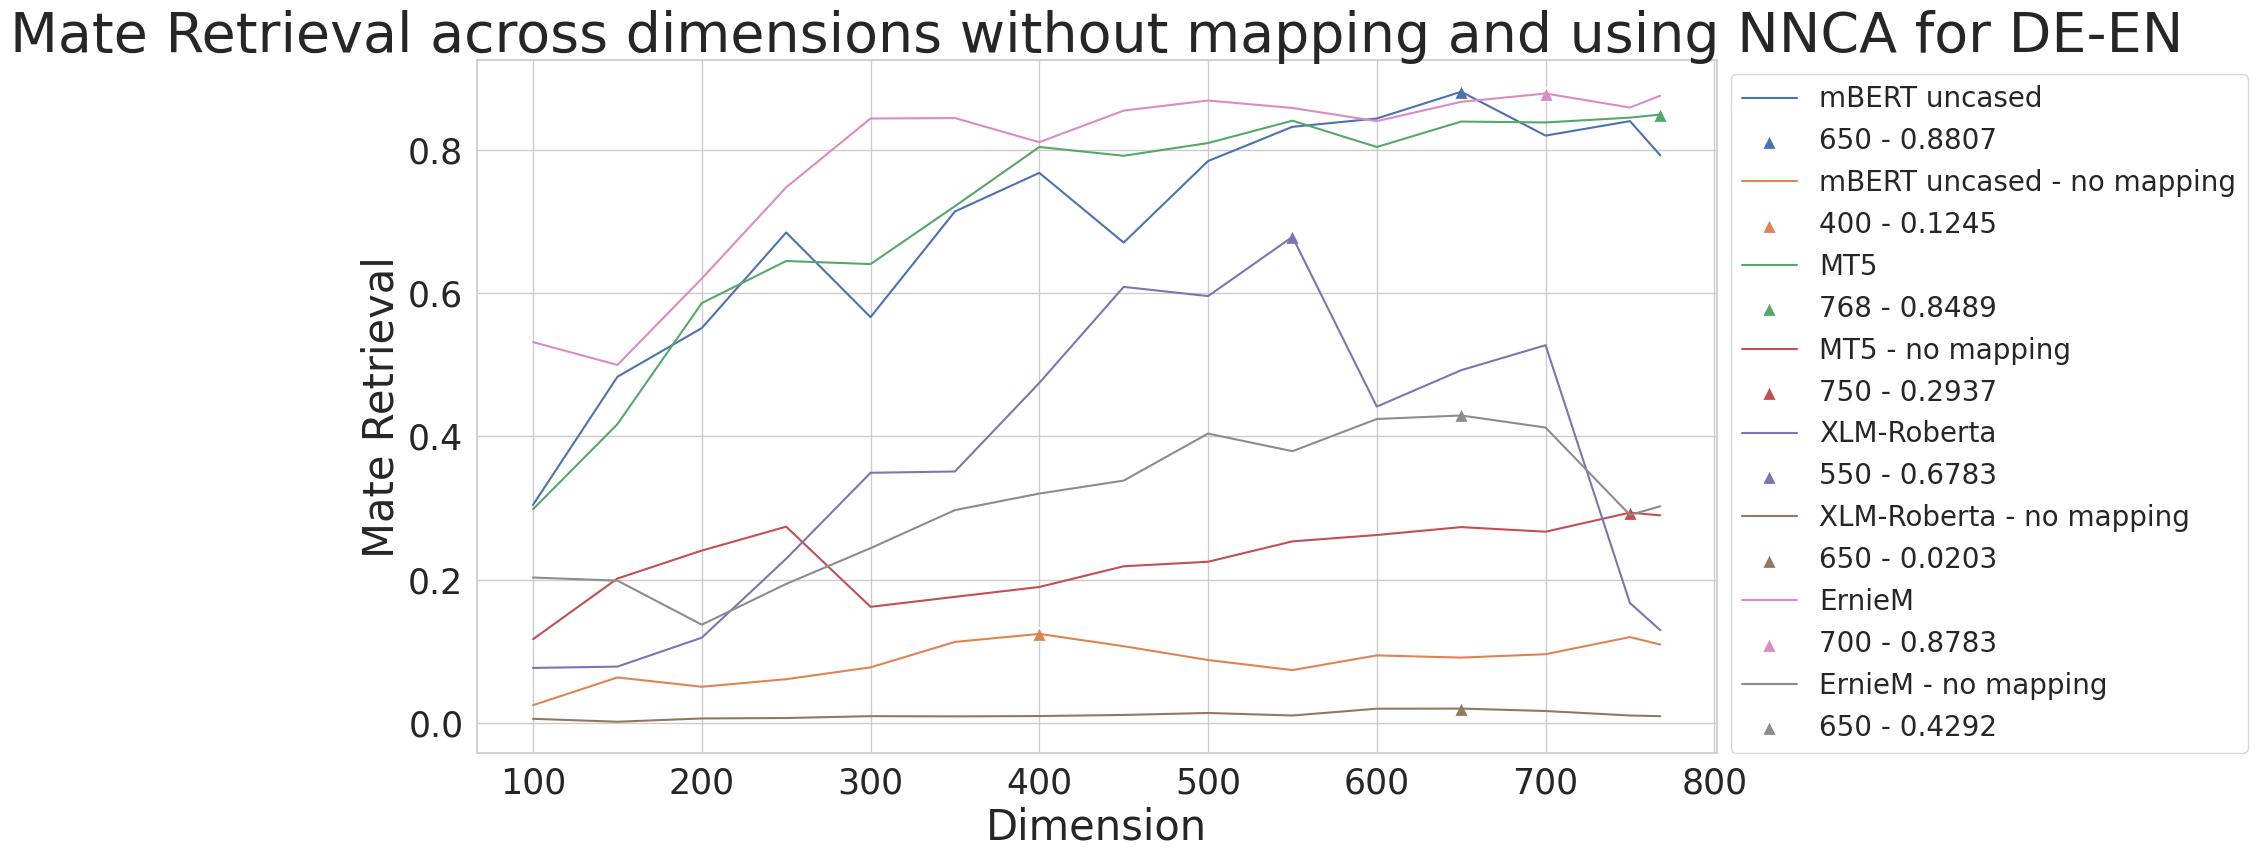 Mate Retrieval across dimensions without mapping and using NNCA for DE-EN
Mate Retrieval
0.8
0.6
0.4
0.2
0.0
100 200 300 400 500 600 700 800
Dimension
mBERT uncased
650 - 0.8807
mBERT uncased - no mapping
400 - 0.1245
MT5
768 - 0.8489
MT5 - no mapping
750 - 0.2937
XLM-Roberta
550 - 0.6783
XLM-Roberta - no mapping
650 - 0.0203
ErnieM
700 - 0.8783
ErnieM - no mapping
650 - 0.4292